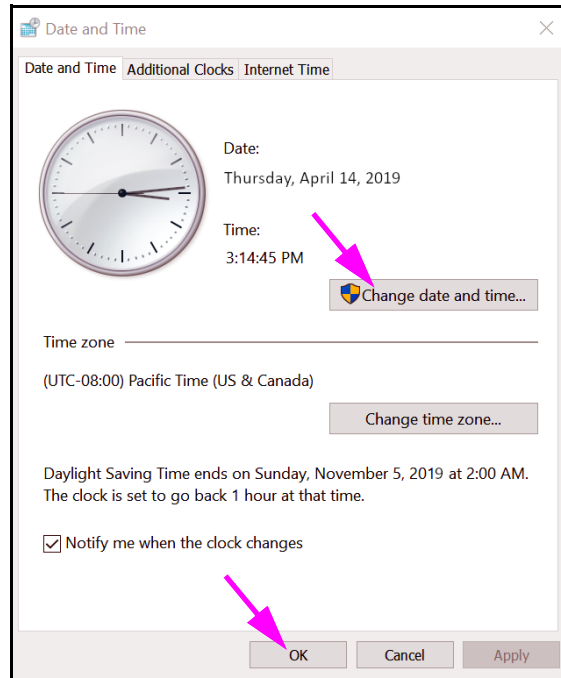 Date and Time
Date and Time Additional Clocks Internet Time
Date:
Thursday, April 14, 2019
Time:
3:14:45 PM
Change date and time...
Time zone
(UTC-08:00) Pacific Time (US & Canada)
Change time zone...
Daylight Saving Time ends on Sunday, November 5, 2019 at 2:00 AM.
The clock is set to go back 1 hour at that time.
Notify me when the clock changes
OK Cancel Apply